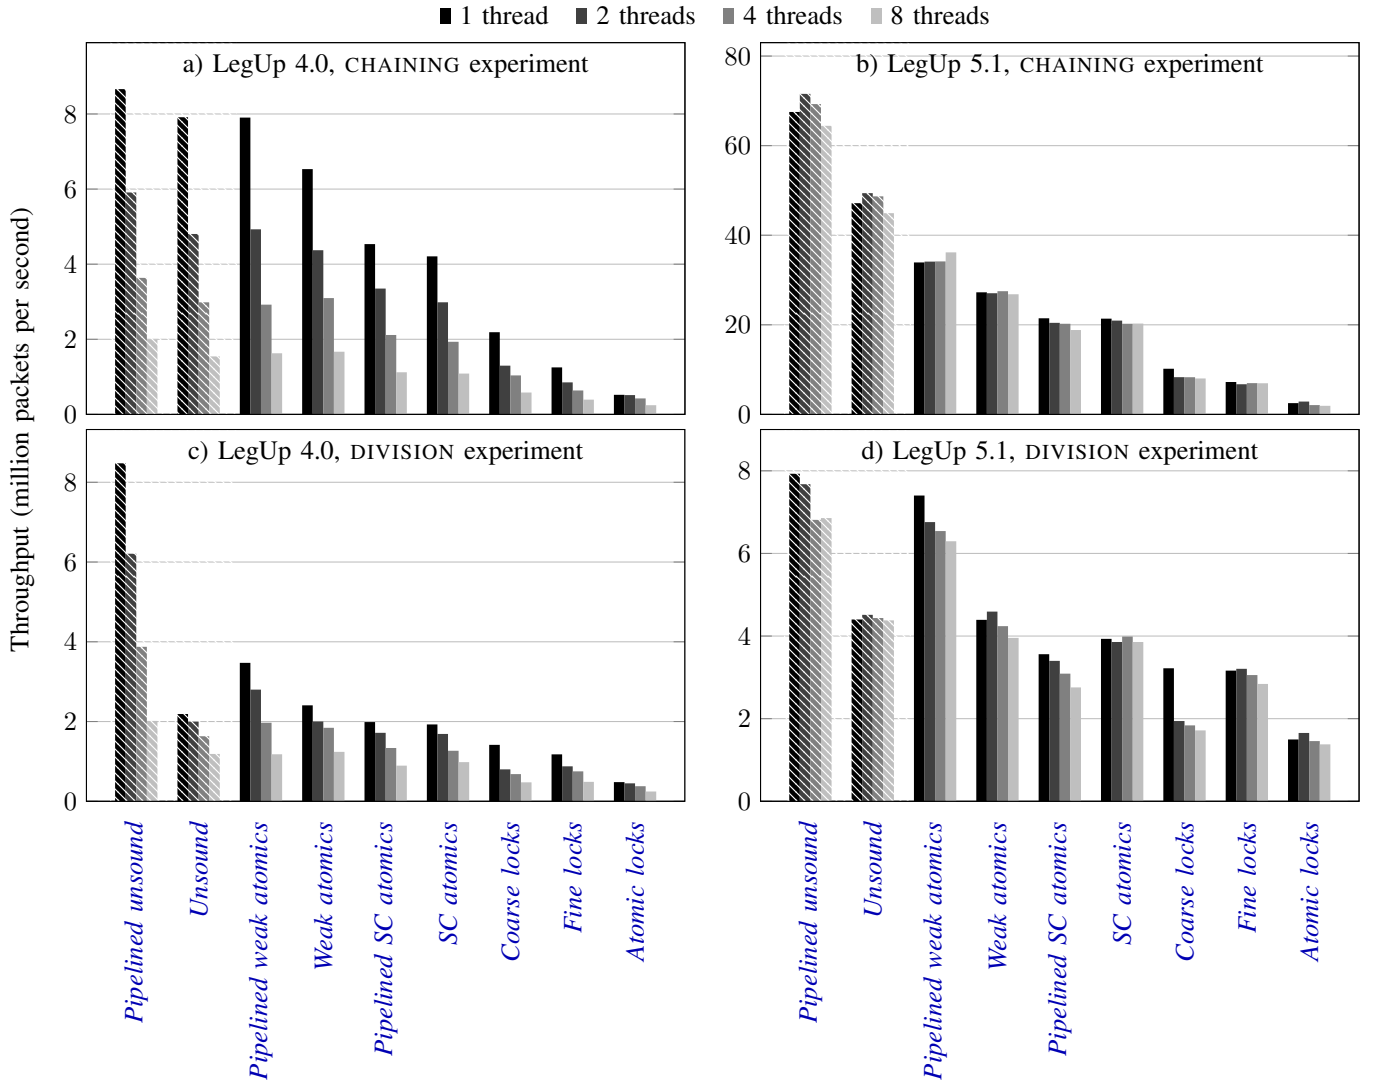 1 thread 2 threads 4 threads 8 threads
Throughput (million packets per second)
a) LegUp 4.0, CHAINING experiment
8
6
4
2
0
b) LegUp 5.1, CHAINING experiment
80
60
40
20
0
c) LegUp 4.0, DIVISION experiment
8
6
4
2
0
d) LegUp 5.1, DIVISION experiment
8
6
4
2
0
Pipelined unsound
Unsound
Pipelined weak atomics
Weak atomics
Pipelined SC atomics
SC atomics
Coarse locks
Fine locks
Atomic locks
Pipelined unsound
Unsound
Pipelined weak atomics
Weak atomics
Pipelined SC atomics
SC atomics
Coarse locks
Fine locks
Atomic locks